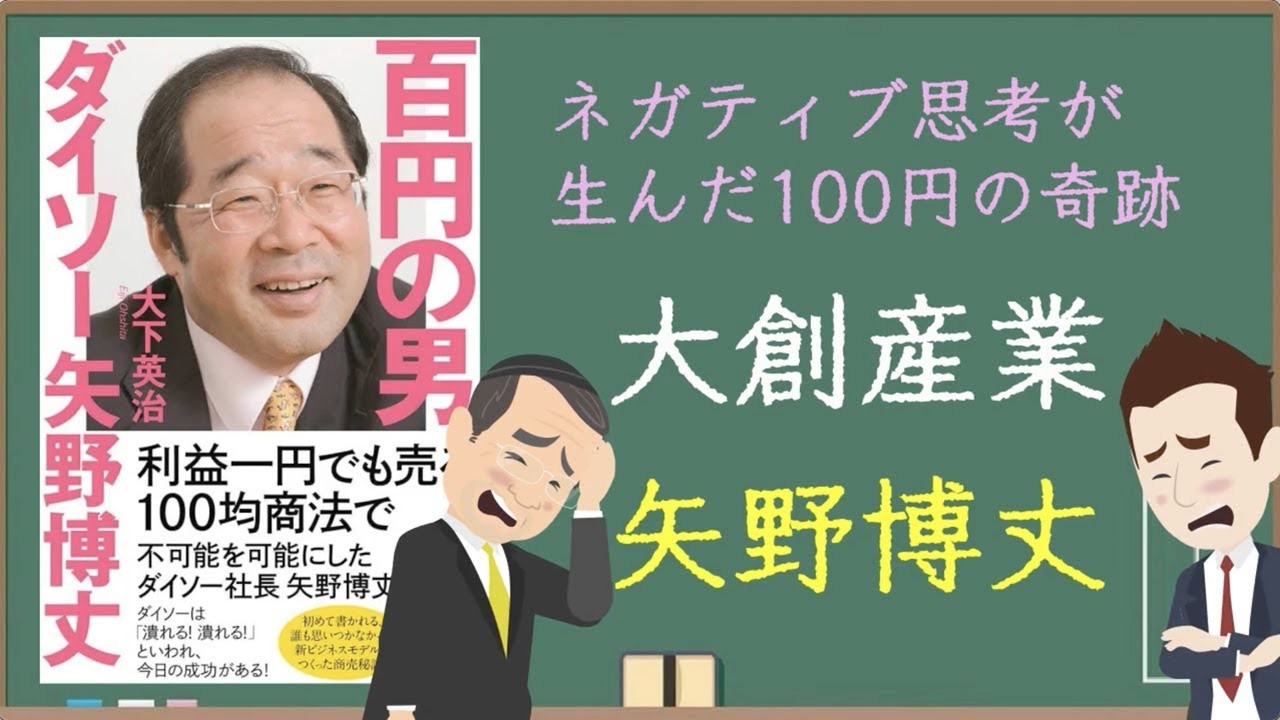 百円の男
ダイソー矢野博丈
大下英治
Eiji Ohshita
利益一円でも売
100均商法で
不可能を可能にした
ダイソー社長 矢野博丈
ダイソーは
「潰れる!潰れる!」
といわれ、
今日の成功がある!
初めて書かれる、
誰も思いつかなか
新ビジネスモデル
つくった商売秘
ネガティブ思考が
生んだ100円の奇跡
大創産業
矢野博丈